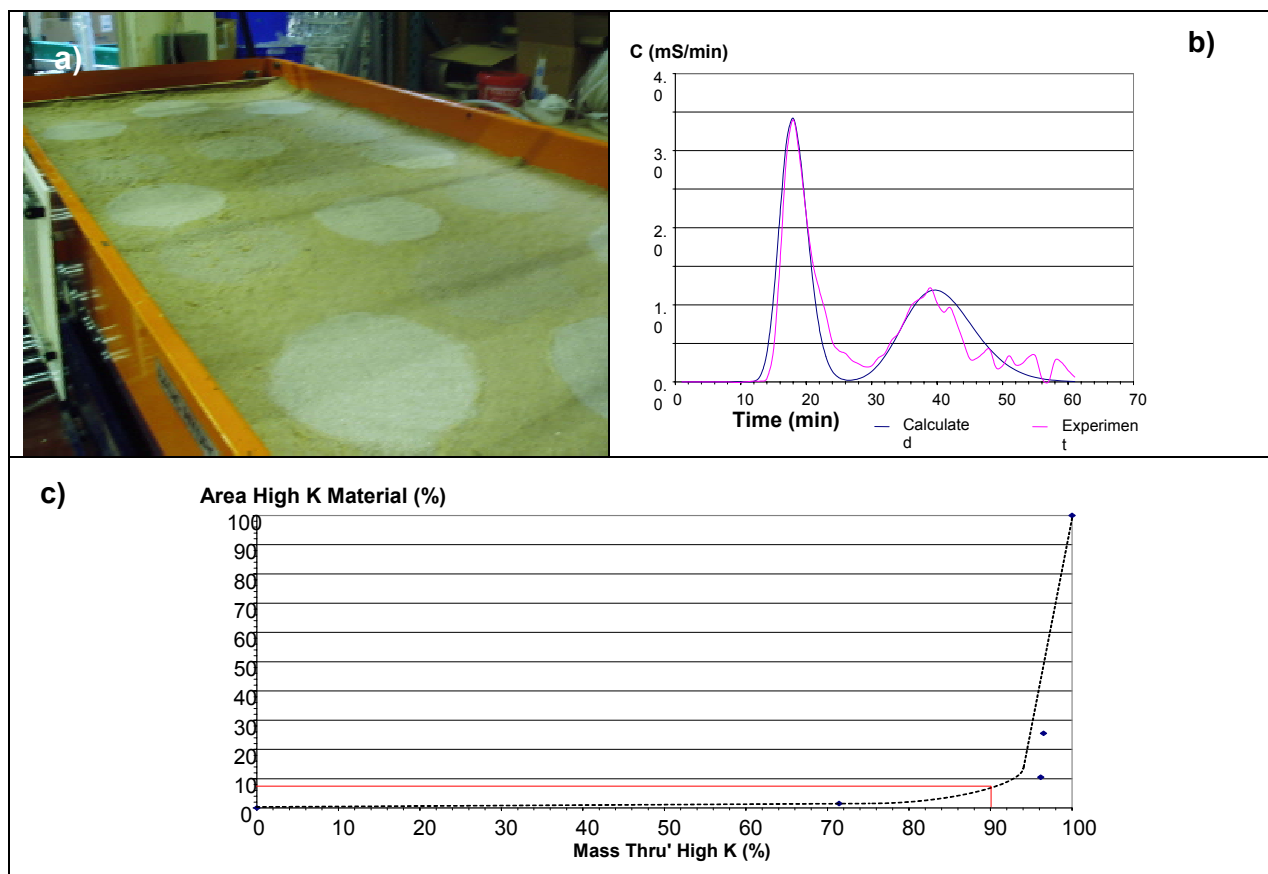 a)
b)
C (mS/min)
4.
0
3.
0
2.
0
1.
0
0.
0
0 10 20 30 40 50 60 70
Time (min)
Calculate
d
Experimen
t
c)
Area High K Material (%)
100
90
80
70
60
50
40
30
20
10
0
0 10 20 30 40 50 60 70 80 90 100
Mass Thru' High K (%)